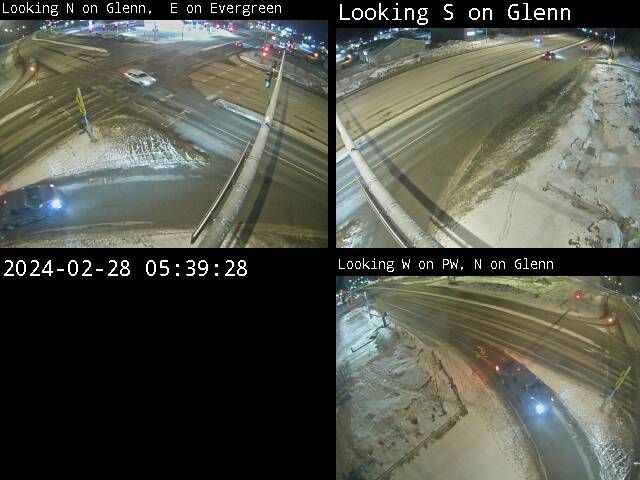 Looking N on Glenn, E on Evergreen
Looking S on Glenn
2024-02-28 05:39:28
Looking W on PW, N on Glenn